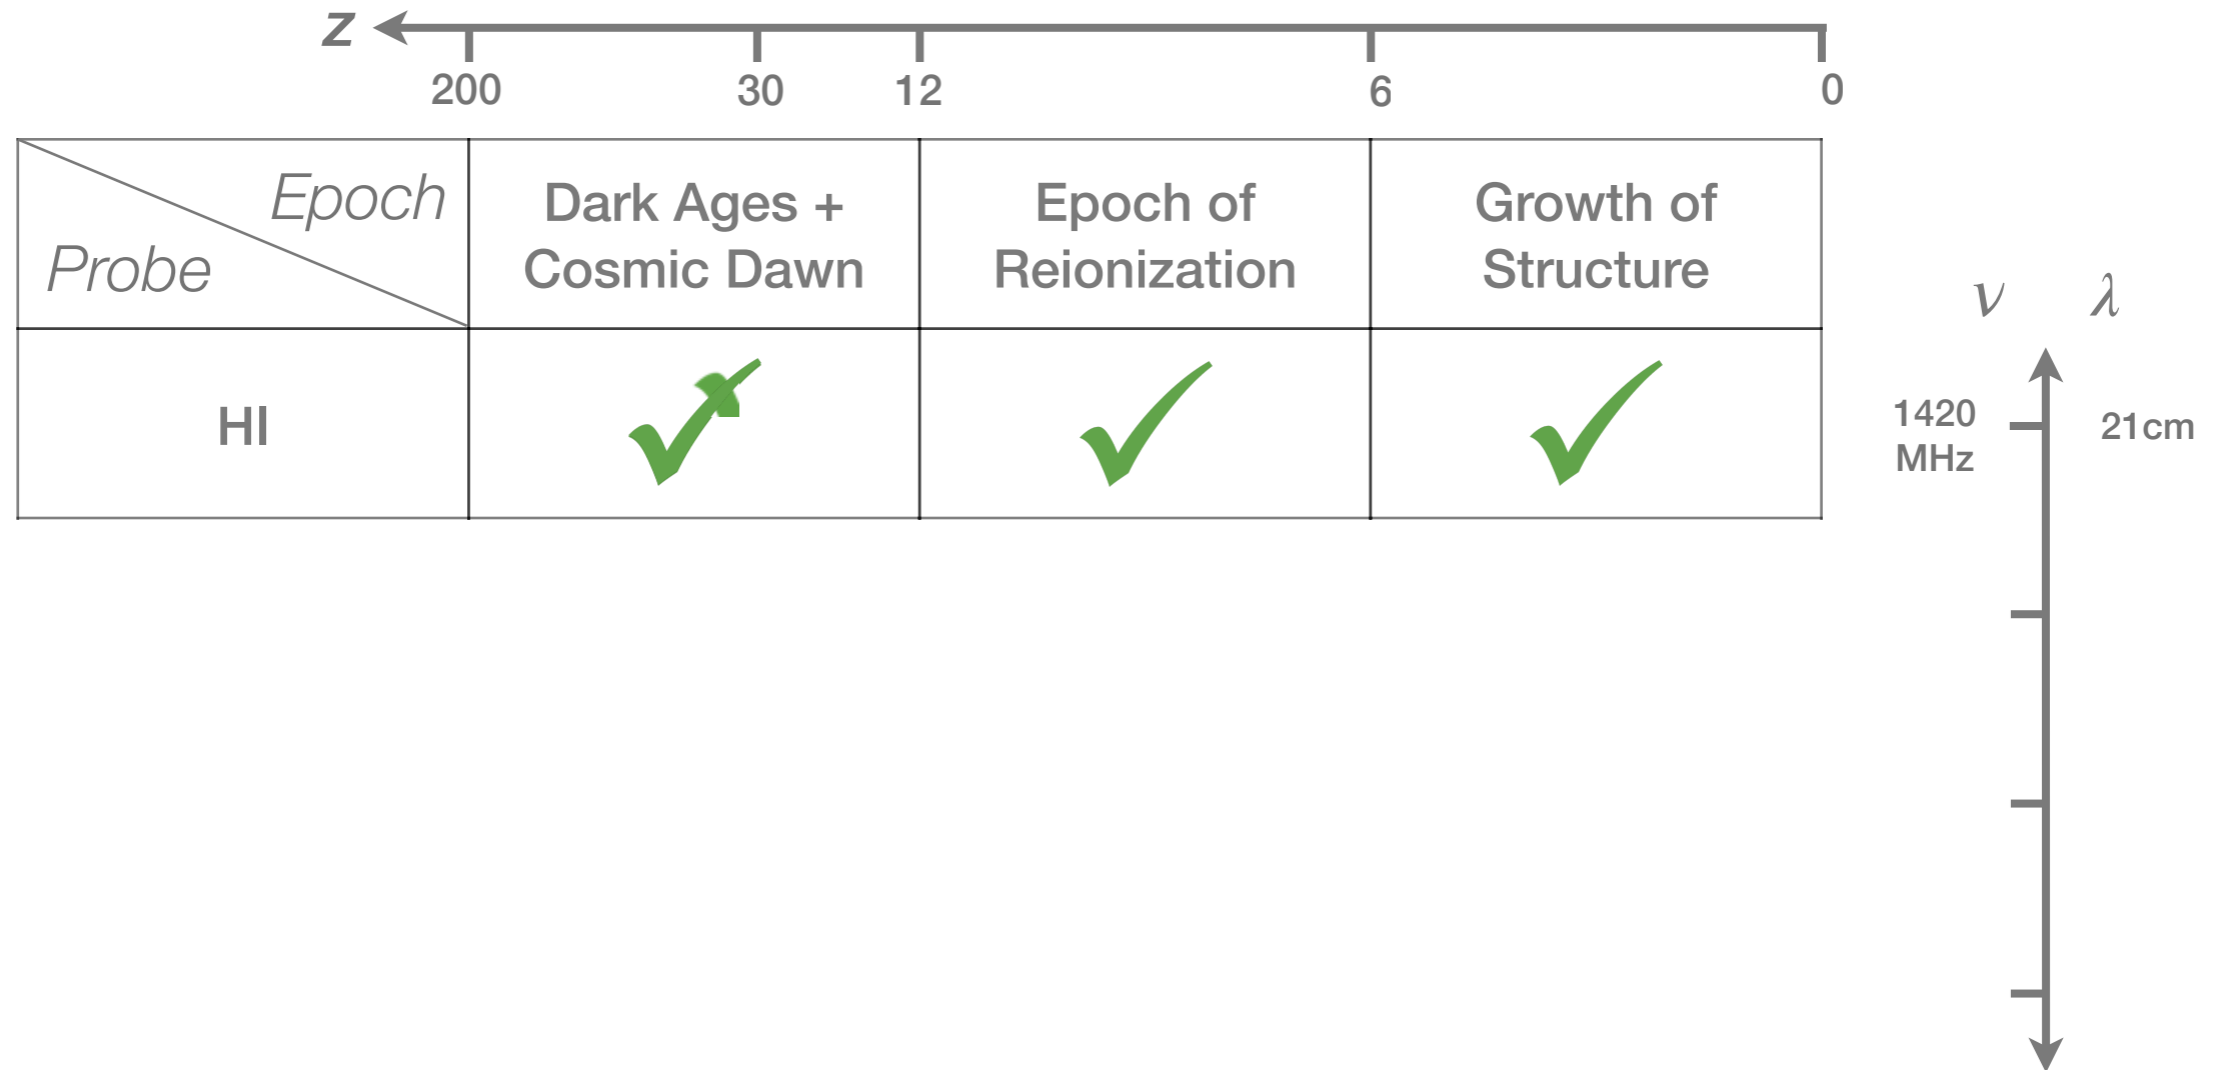 z
200 30 12 6 0
Epoch
Probe
Dark Ages +
Cosmic Dawn
Epoch of
Reionization
Growth of
Structure
ν λ
HI
1420
MHz
21cm